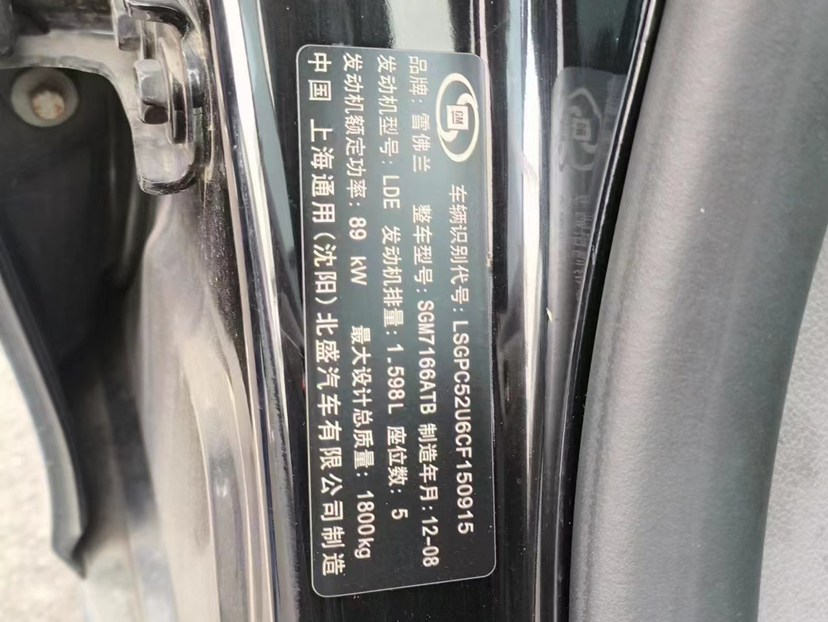 GM
车辆识别代号: LSGPC52U6CF150915
品牌: 雪佛兰 整车型号: SGM7166ATB 制造年月: 12-08
发动机型号: LDE 发动机排量: 1.598L 座位数: 5
发动机额定功率: 89 kW 最大设计总质量: 1800kg
中国 上海通用(沈阳)北盛汽车有限公司制造